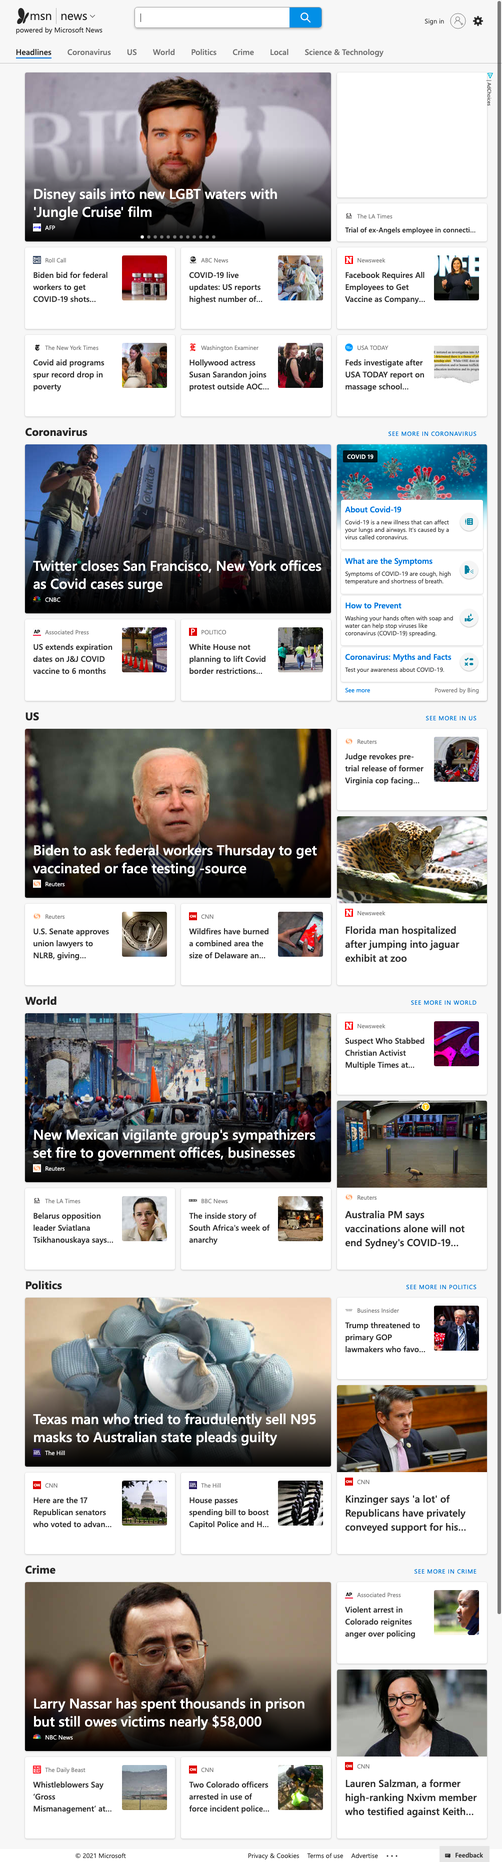 msn news
powered by Microsoft News
Sign in
Headlines Coronavirus US World Politics Crime Local Science & Technology
Disney sails into new LGBT waters with
'Jungle Cruise' film
AFP
AdChoices
The LA Times
Trial of ex-Angels employee in connecti...
Roll Call
Biden bid for federal
workers to get
COVID-19 shots...
ABC News
COVID-19 live
updates: US reports
highest number of...
Newsweek
Facebook Requires All
Employees to Get
Vaccine as Company...
The New York Times
Covid aid programs
spur record drop in
poverty
Washington Examiner
Hollywood actress
Susan Sarandon joins
protest outside AOC...
USA TODAY
Feds investigate after
USA TODAY report on
massage school...
Coronavirus
SEE MORE IN CORONAVIRUS
Twitter closes San Francisco, New York offices
as Covid cases surge
CNBC
COVID 19
About Covid-19
Covid-19 is a new illness that can affect
your lungs and airways. It's caused by a
virus called coronavirus.
What are the Symptoms
Symptoms of COVID-19 are cough, high
temperature and shortness of breath.
How to Prevent
Washing your hands often with soap and
water can help stop viruses like
coronavirus (COVID-19) spreading.
Coronavirus: Myths and Facts
Test your awareness about COVID-19.
See more
Powered by Bing
Associated Press
US extends expiration
dates on J&J COVID
vaccine to 6 months
POLITICO
White House not
planning to lift Covid
border restrictions...
US
SEE MORE IN US
Biden to ask federal workers Thursday to get
vaccinated or face testing -source
Reuters
Reuters
Judge revokes pre-
trial release of former
Virginia cop facing...
Newsweek
Florida man hospitalized
after jumping into jaguar
exhibit at zoo
Reuters
U.S. Senate approves
union lawyers to
NLRB, giving...
CNN
Wildfires have burned
a combined area the
size of Delaware an...
World
SEE MORE IN WORLD
New Mexican vigilante group's sympathizers
set fire to government offices, businesses
Reuters
Newsweek
Suspect Who Stabbed
Christian Activist
Multiple Times at...
Reuters
Australia PM says
vaccinations alone will not
end Sydney's COVID-19...
The LA Times
Belarus opposition
leader Sviatlana
Tsikhanouskaya says...
BBC News
The inside story of
South Africa's week of
anarchy
Politics
SEE MORE IN POLITICS
Texas man who tried to fraudulently sell N95
masks to Australian state pleads guilty
The Hill
Business Insider
Trump threatened to
primary GOP
lawmakers who favo...
CNN
Kinzinger says 'a lot' of
Republicans have privately
conveyed support for his...
CNN
Here are the 17
Republican senators
who voted to advan...
The Hill
House passes
spending bill to boost
Capitol Police and H...
Crime
SEE MORE IN CRIME
Larry Nassar has spent thousands in prison
but still owes victims nearly $58,000
NBC News
Associated Press
Violent arrest in
Colorado reignites
anger over policing
CNN
Lauren Salzman, a former
high-ranking Nxivm member
who testified against Keith...
The Daily Beast
Whistleblowers Say
'Gross
Mismanagement' at...
CNN
Two Colorado officers
arrested in use of
force incident police...
© 2021 Microsoft
Privacy & Cookies Terms of use Advertise ...
Feedback